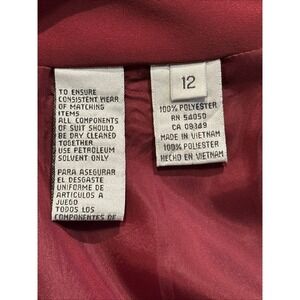 TO ENSURE
CONSISTENT WEAR
OF MATCHING
ITEMS
ALL COMPONENTS
OF SUIT SHOULD
BE DRY CLEANED
TOGETHER
USE PETROLEUM
SOLVENT ONLY
PARA ASEGURAR
EL DESGASTE
UNIFORME DE
ARTICULOS A
JUEGO
TODOS LOS
COMPONENTES DE
12
100% POLYESTER
RN 54050
CA 09349
MADE IN VIETNAM
100% POLYESTER
HECHO EN VIETNAM